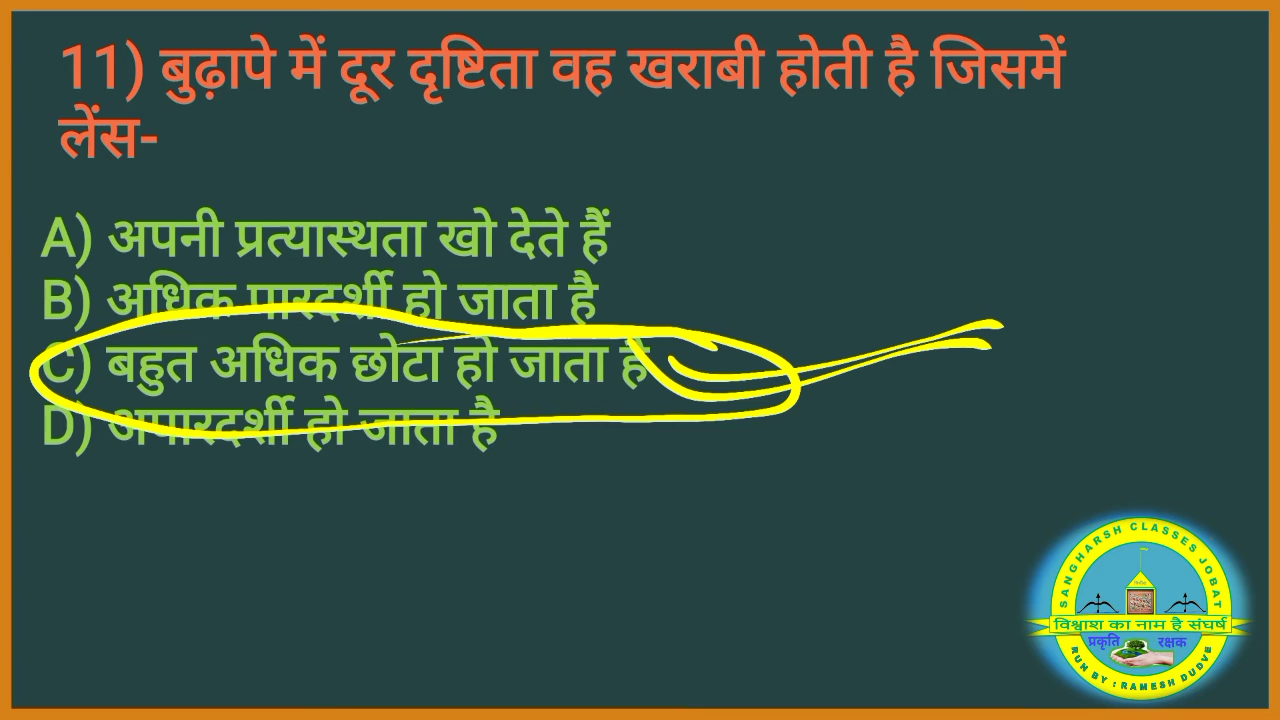 11) बुढ़ापे में दूर दृष्टिता वह खराबी होती है जिसमें
लेंस-
A) अपनी प्रत्यास्थता खो देते हैं
B) अधिक पारदर्शी हो जाता है
C) बहुत अधिक छोटा हो जाता है
D) अपारदर्शी हो जाता है
SANGHARSH CLASSES JOBAT
विश्वाश का नाम है संघर्ष
प्रकृति रक्षक
RUN BY : RAMESH DUDVE